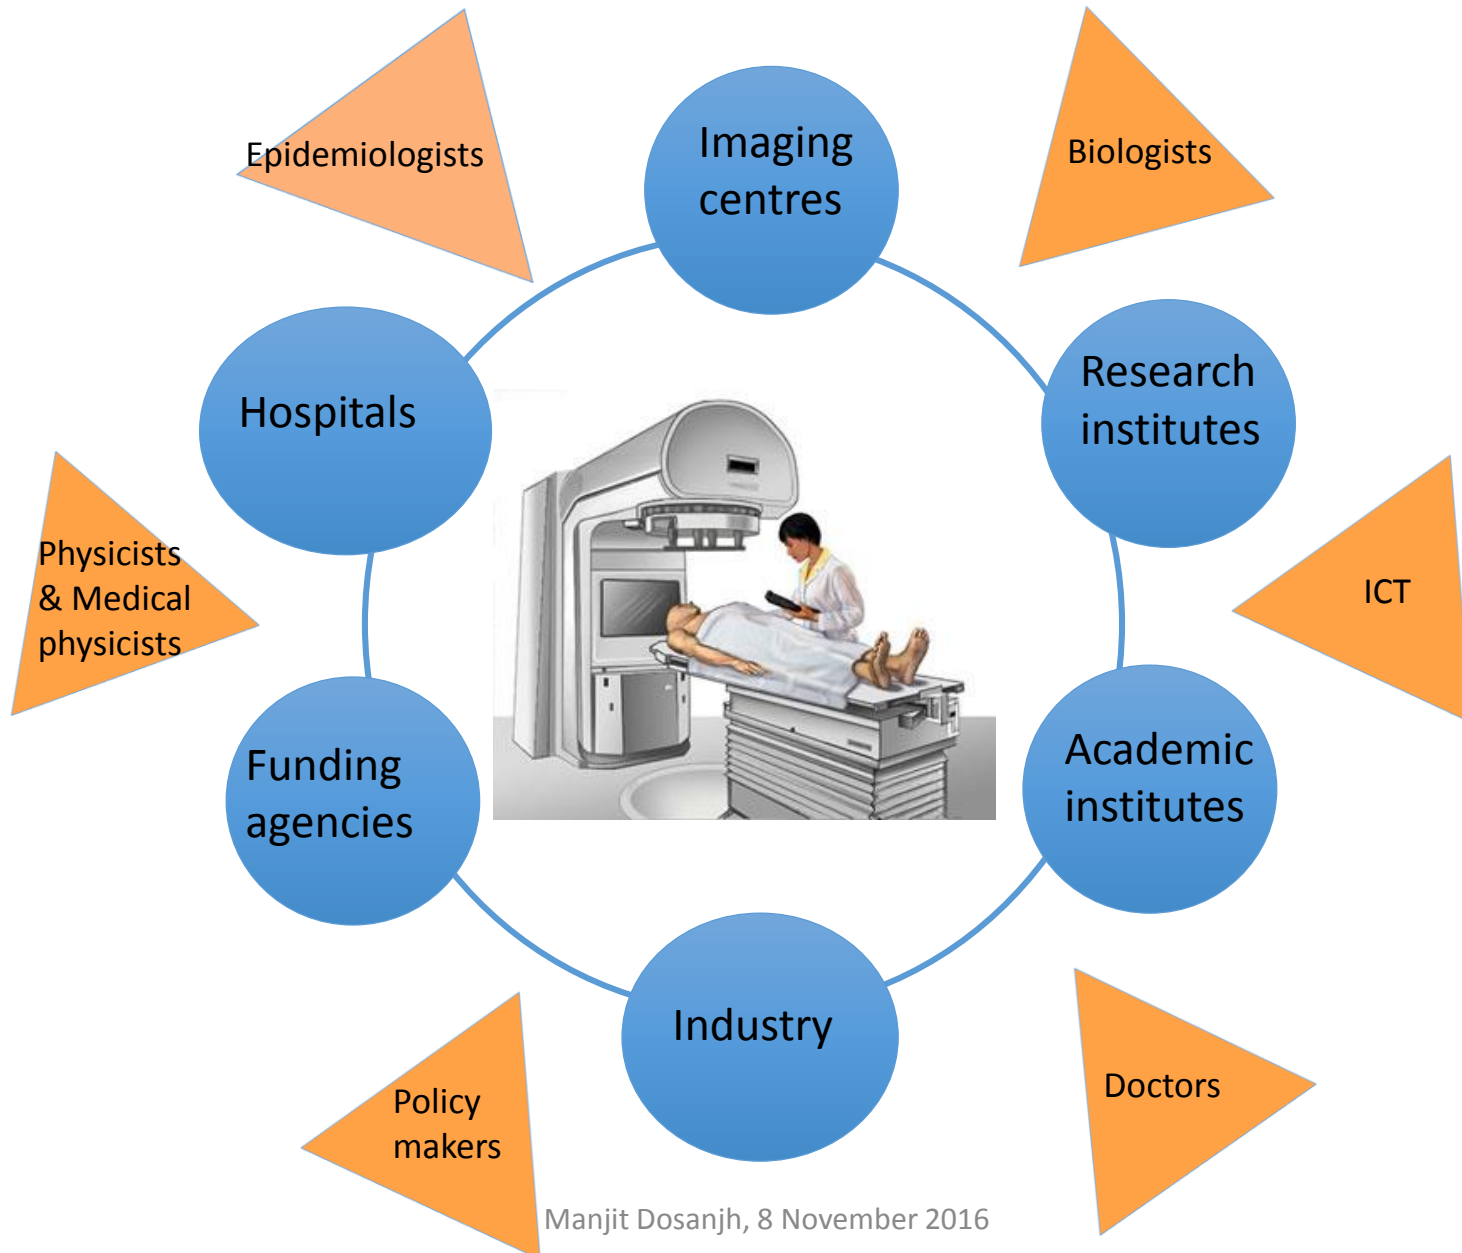 Epidemiologists
Imaging
centres
Biologists
Hospitals
Research
institutes
Physicists
& Medical
physicists
ICT
Funding
agencies
Academic
institutes
Industry
Policy
makers
Doctors
Manjit Dosanjh, 8 November 2016